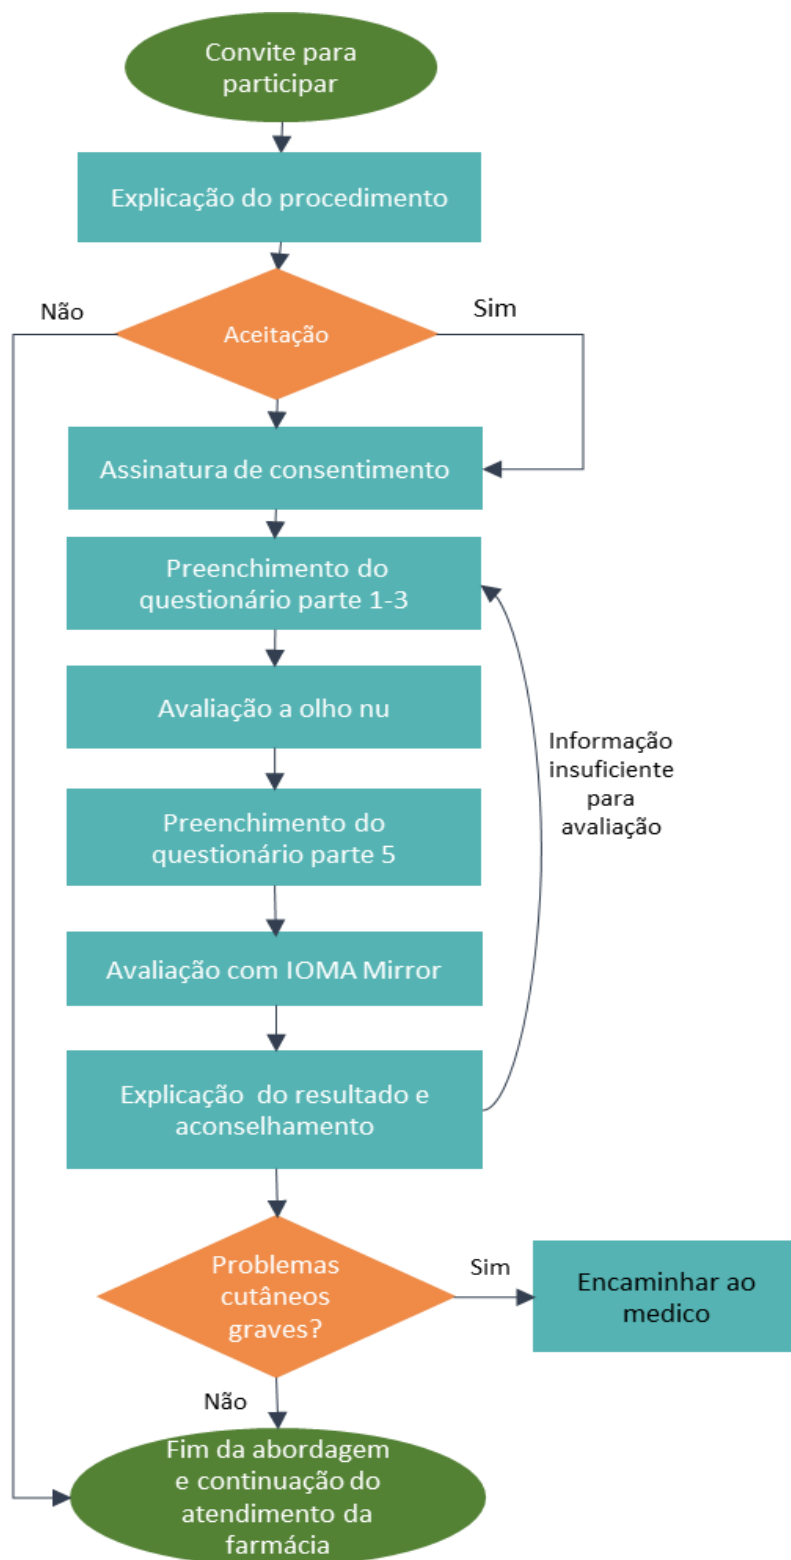 Convite para
participar
Explicação do procedimento
Não
Sim
Aceitação
Assinatura de consentimento
Preenchimento do
questionário parte 1-3
Avaliação a olho nu
Informação
insuficiente
para
avaliação
Preenchimento do
questionário parte 5
Avaliação com IOMA Mirror
Explicação do resultado e
aconselhamento
Problemas
cutâneos
graves?
Sim
Encaminhar ao
medico
Não
Fim da abordagem
e continuação do
atendimento da
farmácia